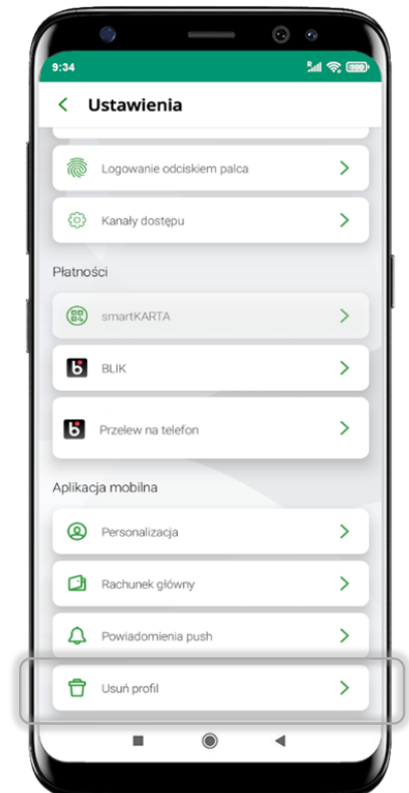 9:34
Ustawienia
Logowanie odciskiem palca
Kanały dostępu
Płatności
smartKARTA
BLIK
Przelew na telefon
Aplikacja mobilna
Personalizacja
Rachunek główny
Powiadomienia push
Usuń profil